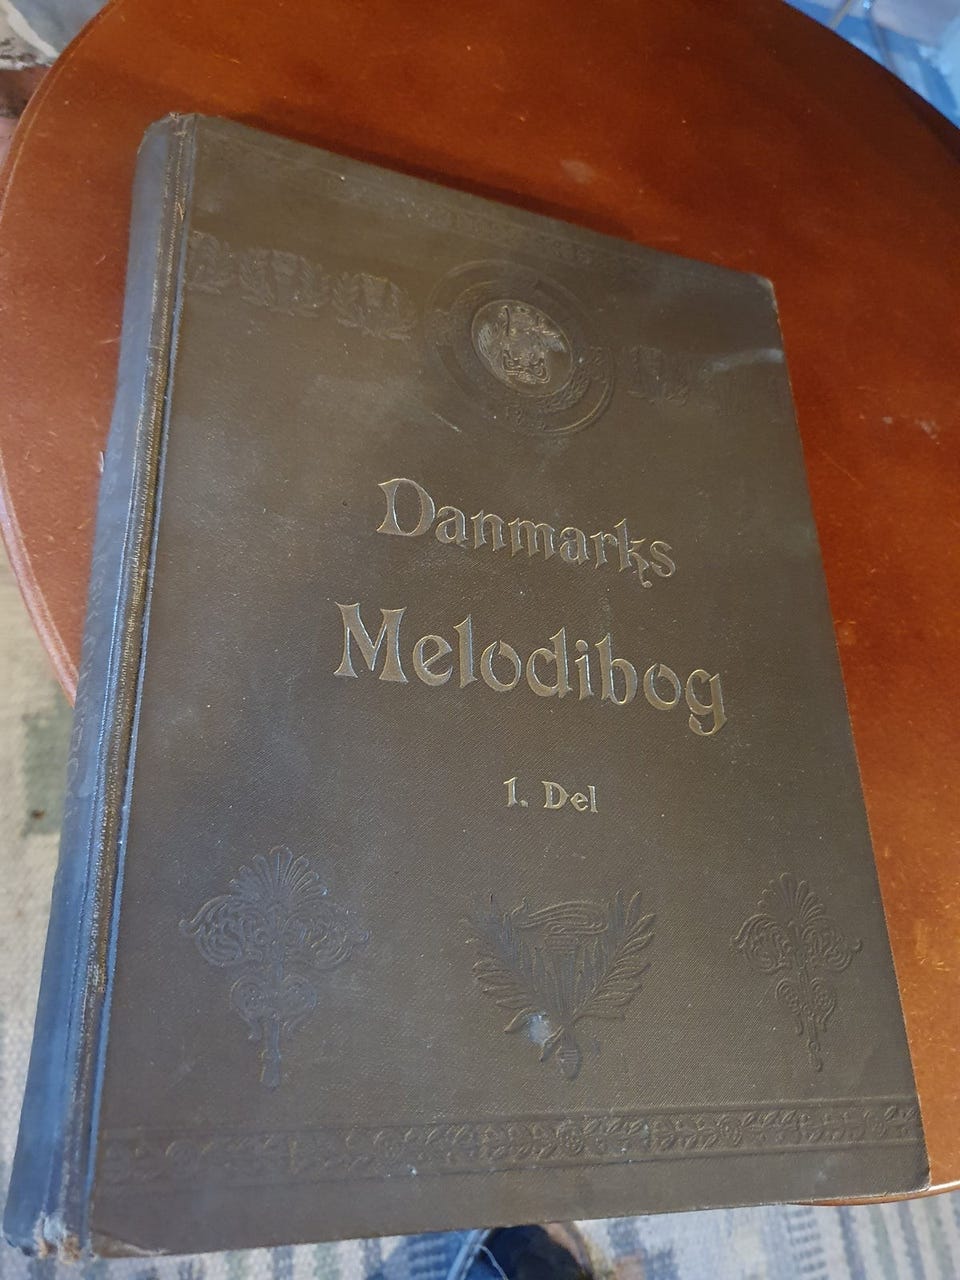 Danmarks
Melodibog
1. Del